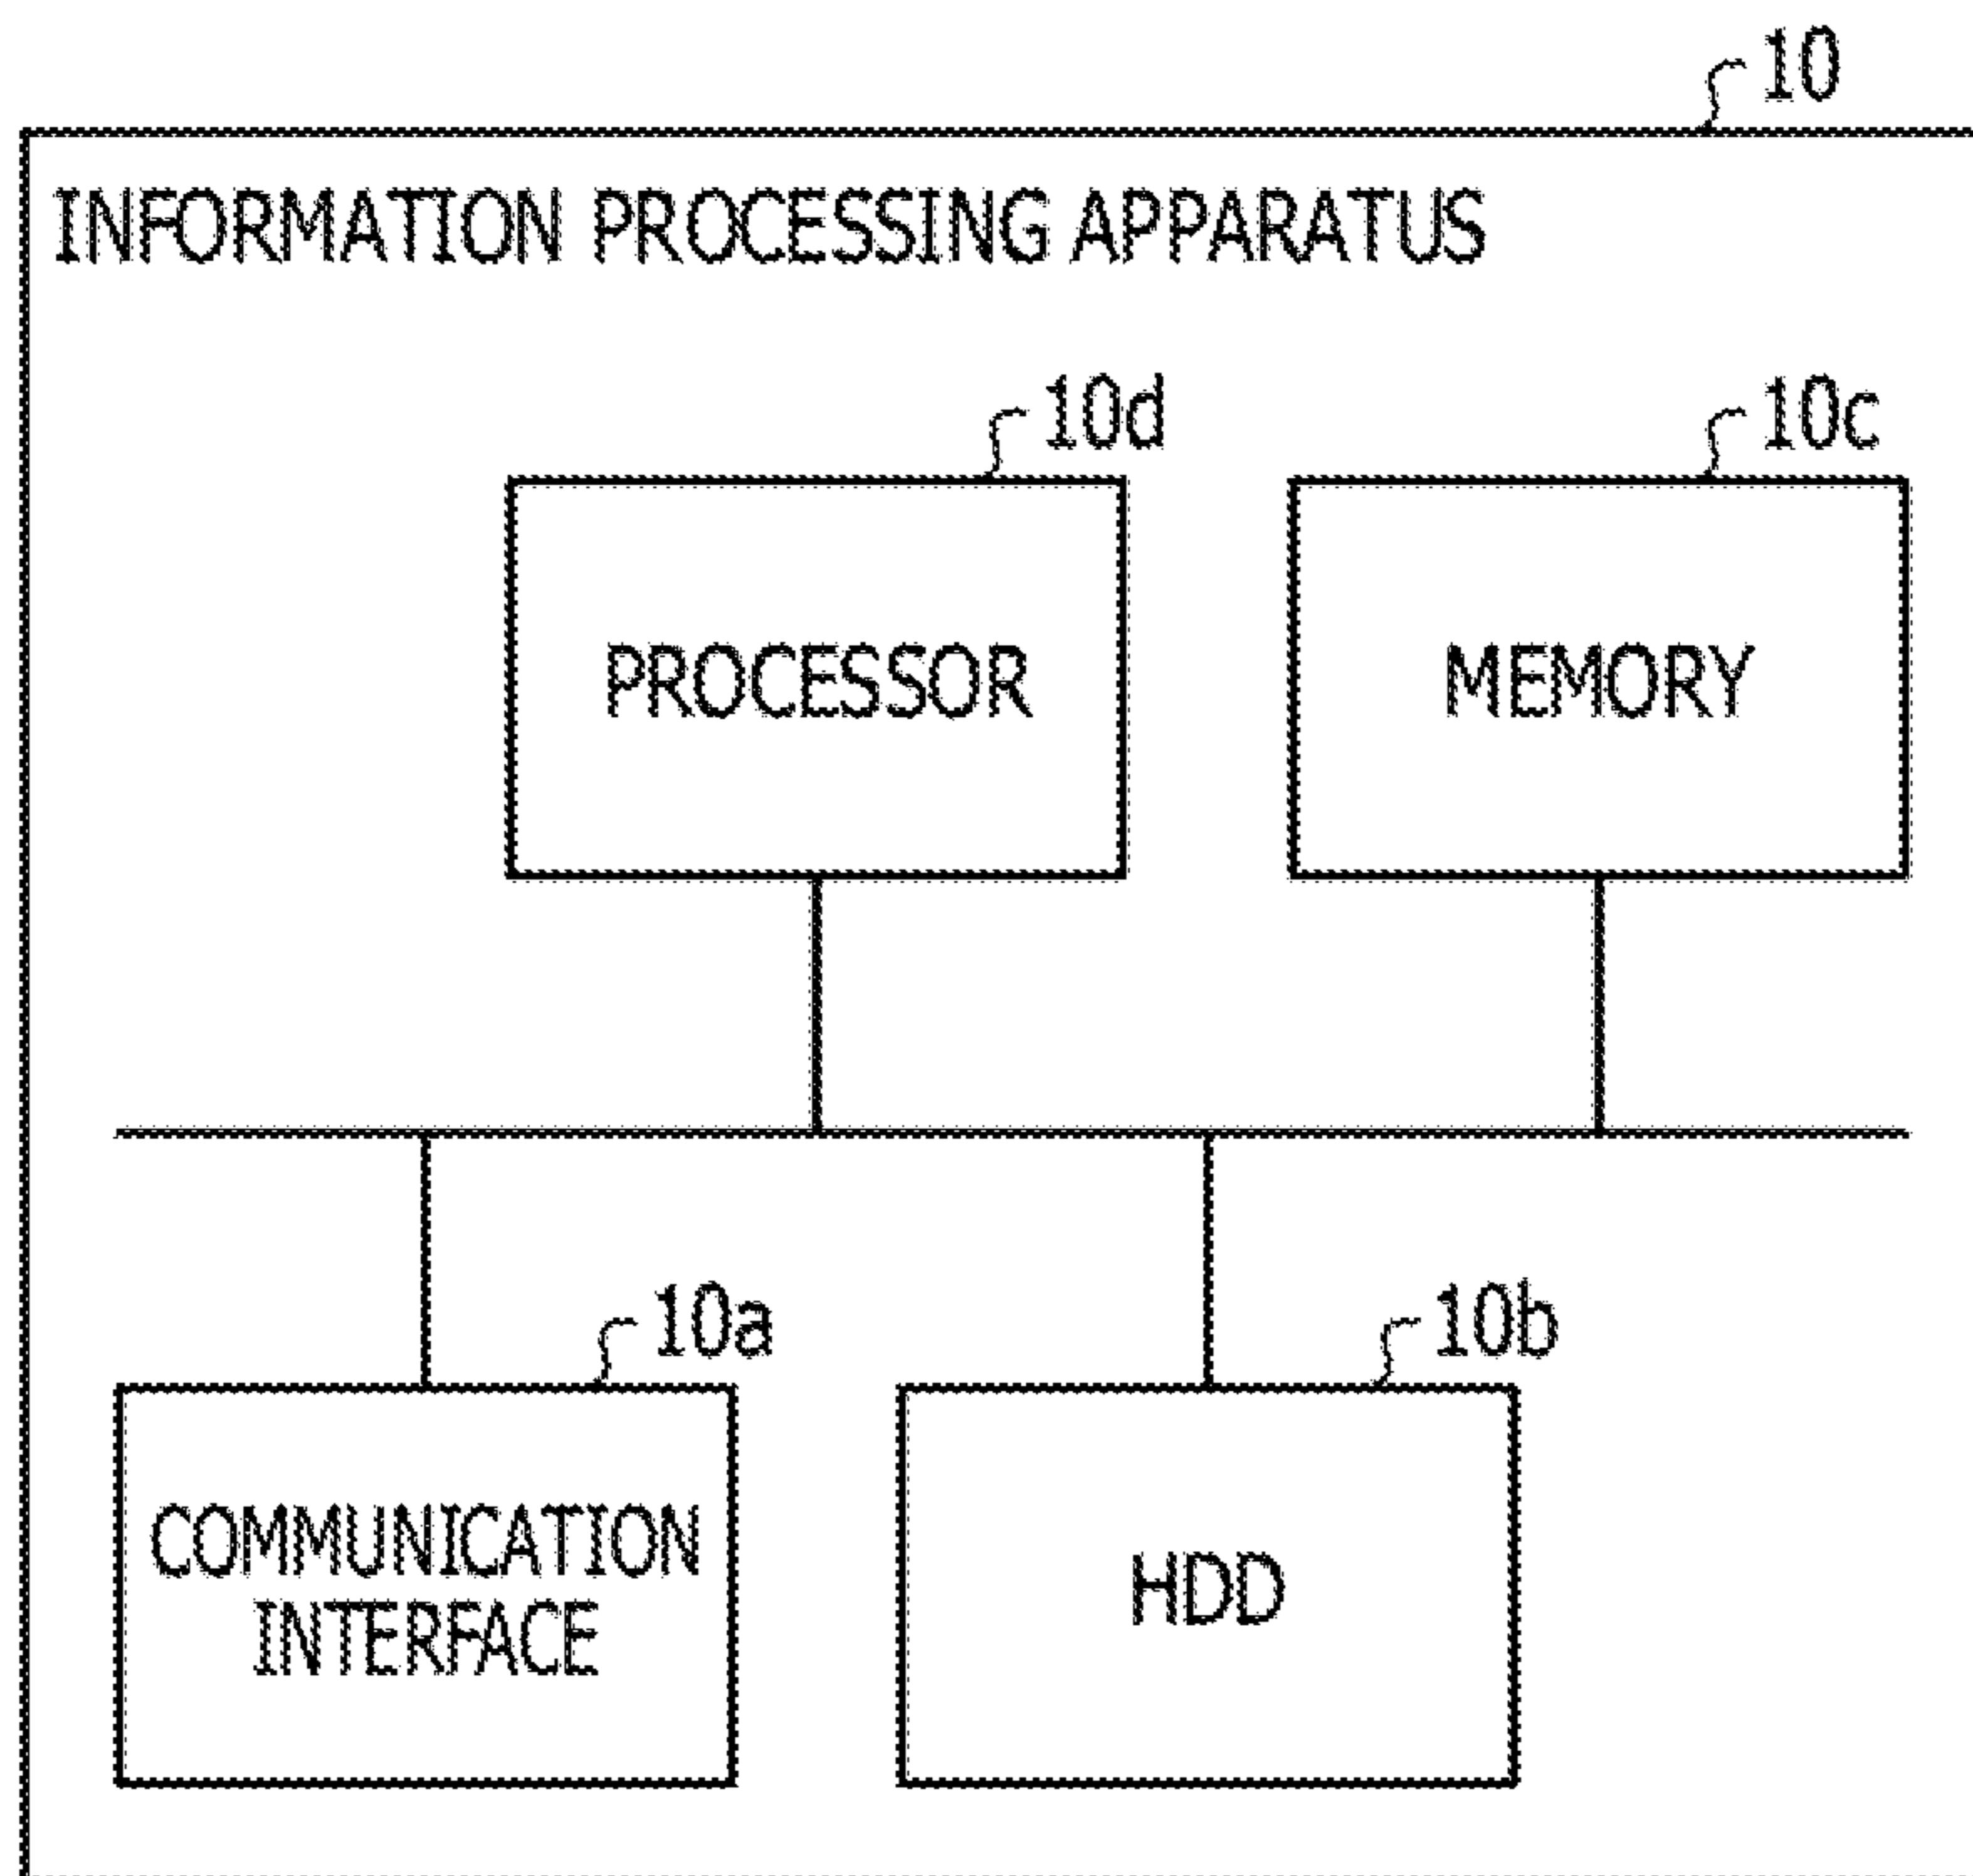 10
INFORMATION PROCESSING APPARATUS
10d
10c
PROCESSOR
MEMORY
10a
10b
COMMUNICATION
INTERFACE
HDD